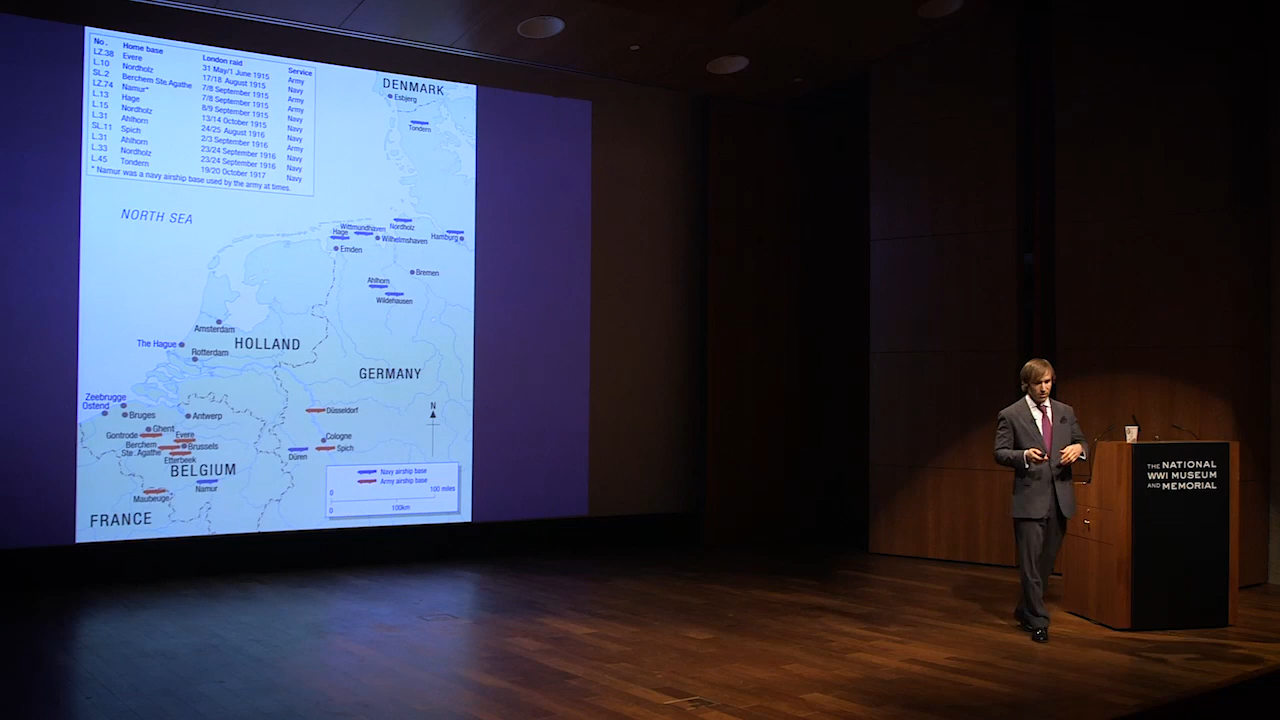 No. Home base London raid Service
LZ.38 Evere 31 May/1 June 1915 Army
L.10 Nordholz 17/18 August 1915 Navy
SL.2 Berchem Ste.Agathe 7/8 September 1915 Army
LZ.74 Namur* 7/8 September 1915 Army
L.13 Hage 8/9 September 1915 Navy
L.15 Nordholz 13/14 October 1915 Navy
L.31 Ahlhorn 24/25 August 1916 Navy
SL.11 Spich 2/3 September 1916 Army
L.31 Ahlhorn 23/24 September 1916 Navy
L.33 Nordholz 23/24 September 1916 Navy
L.45 Tondern 19/20 October 1917 Navy
* Namur was a navy airship base used by the army at times.
DENMARK
Esbjerg
Tondern
NORTH SEA
Wittmundhaven
Nordholz
Hage
Wilhelmshaven
Hamburg
Emden
Bremen
Ahlhorn
Wildehausen
Amsterdam
The Hague
HOLLAND
Rotterdam
GERMANY
Zeebrugge
Ostend
Bruges
Antwerp
Düsseldorf
N
Ghent
Gontrode
Evere
Cologne
Berchem
Ste.Agathe
Brussels
Spich
Etterbeek
Düren
BELGIUM
Namur
Maubeuge
FRANCE
Navy airship base
Army airship base
0 100 miles
0 100km
THE NATIONAL
WWI MUSEUM
AND MEMORIAL